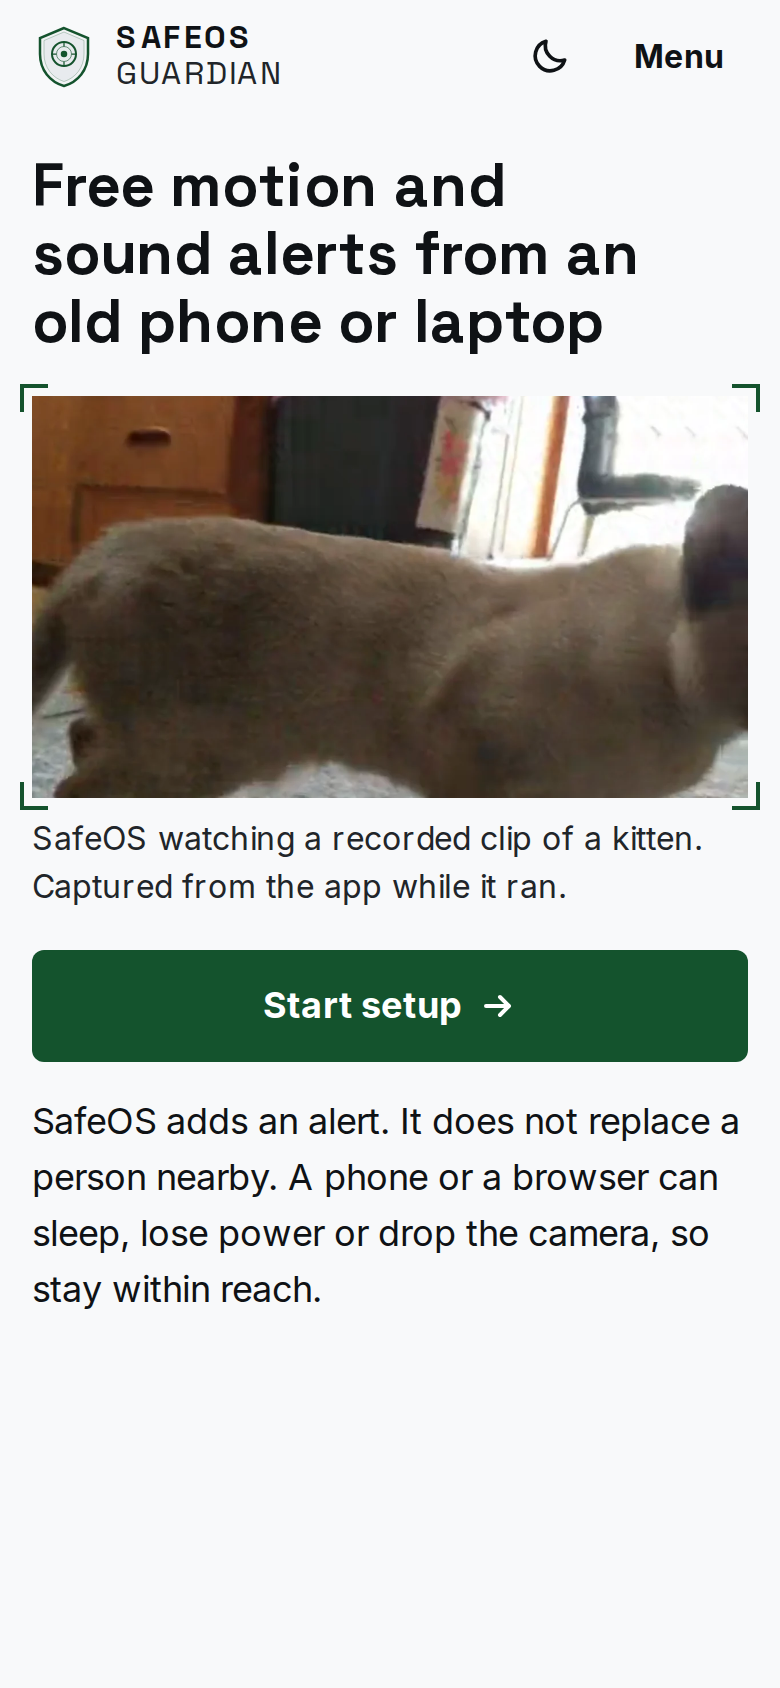 SAFEOS
GUARDIAN
Menu
Free motion and
sound alerts from an
old phone or laptop
SafeOS watching a recorded clip of a kitten.
Captured from the app while it ran.
Start setup →
SafeOS adds an alert. It does not replace a
person nearby. A phone or a browser can
sleep, lose power or drop the camera, so
stay within reach.